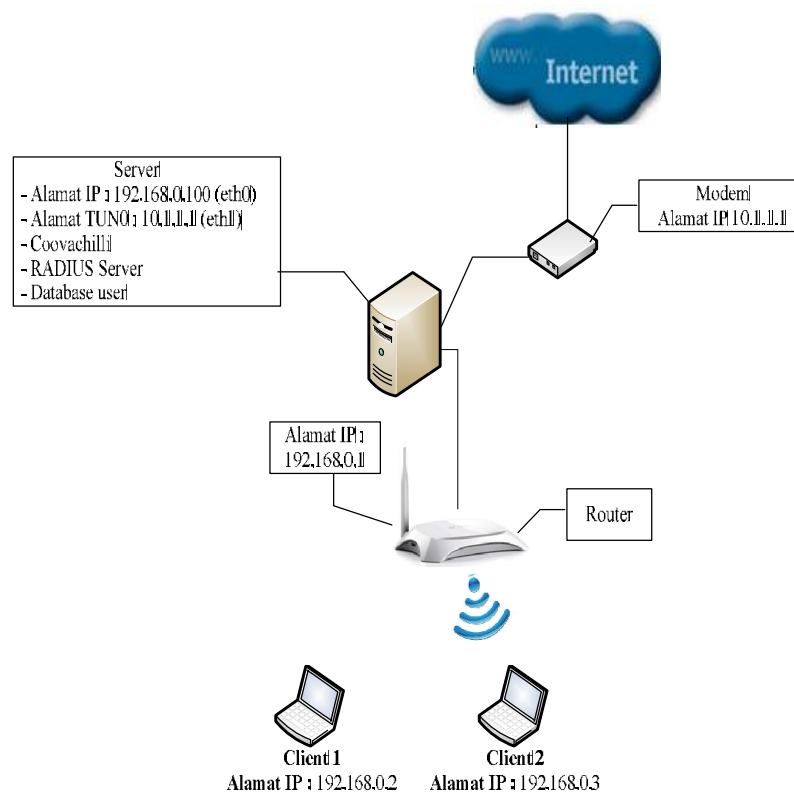 www.
Internet
Server
- Alamat IP : 192.168.0.100 (eth0)
- Alamat TUN0 : 10.1.1.1 (eth1)
- Coovachilli
- RADIUS Server
- Database user
Modem
Alamat IP 10.1.1.1
Alamat IP :
192.168.0.1
Router
Client 1
Alamat IP : 192.168.0.2
Client 2
Alamat IP : 192.168.0.3